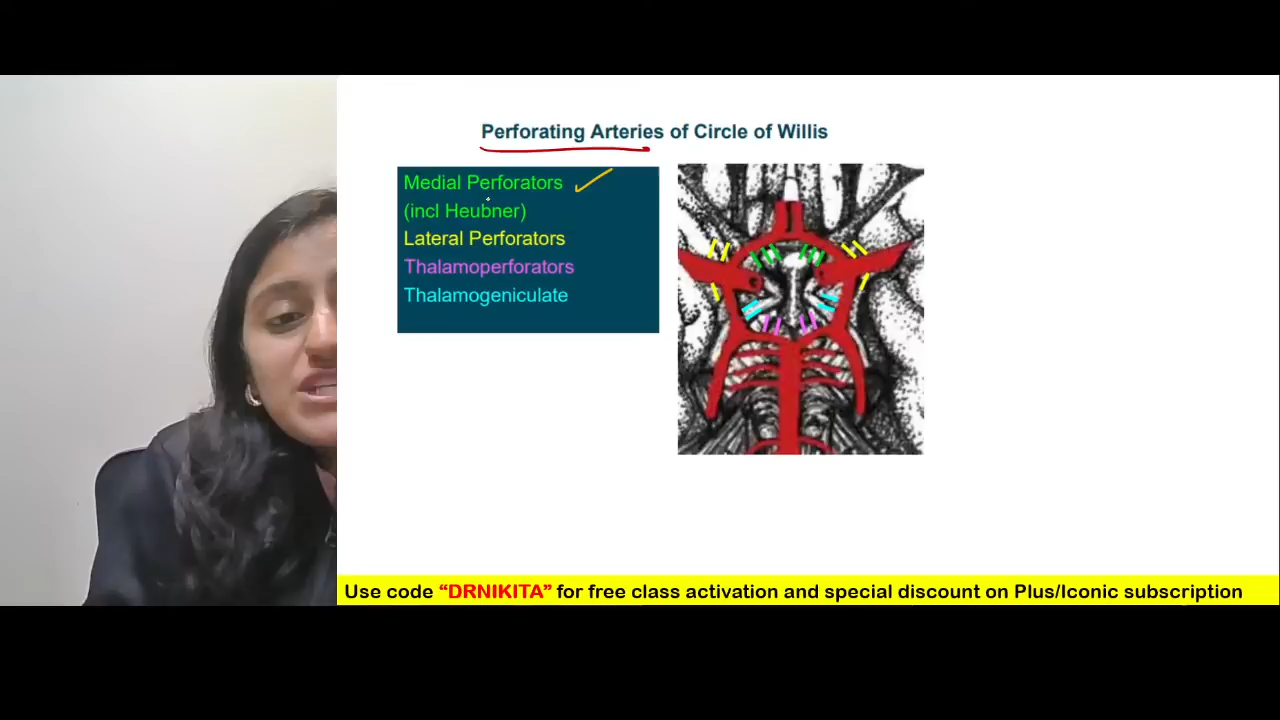 Perforating Arteries of Circle of Willis
Medial Perforators
(incl Heubner)
Lateral Perforators
Thalamoperforators
Thalamogeniculate
Use code “DRNIKITA” for free class activation and special discount on Plus/Iconic subscription